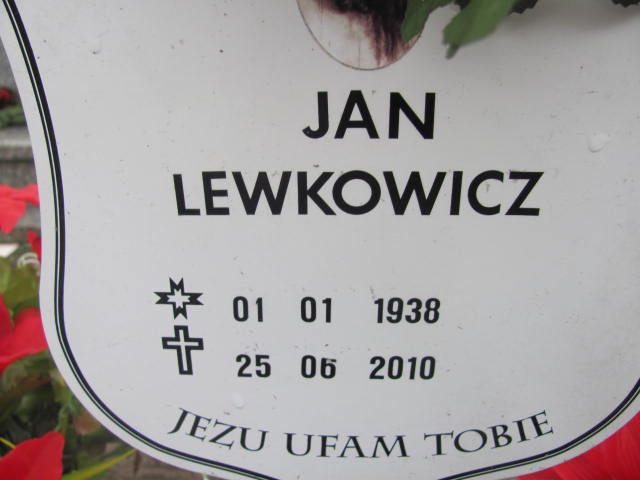 JAN
LEWKOWICZ
01 01 1938
25 06 2010
JEZU UFAM TOBIE